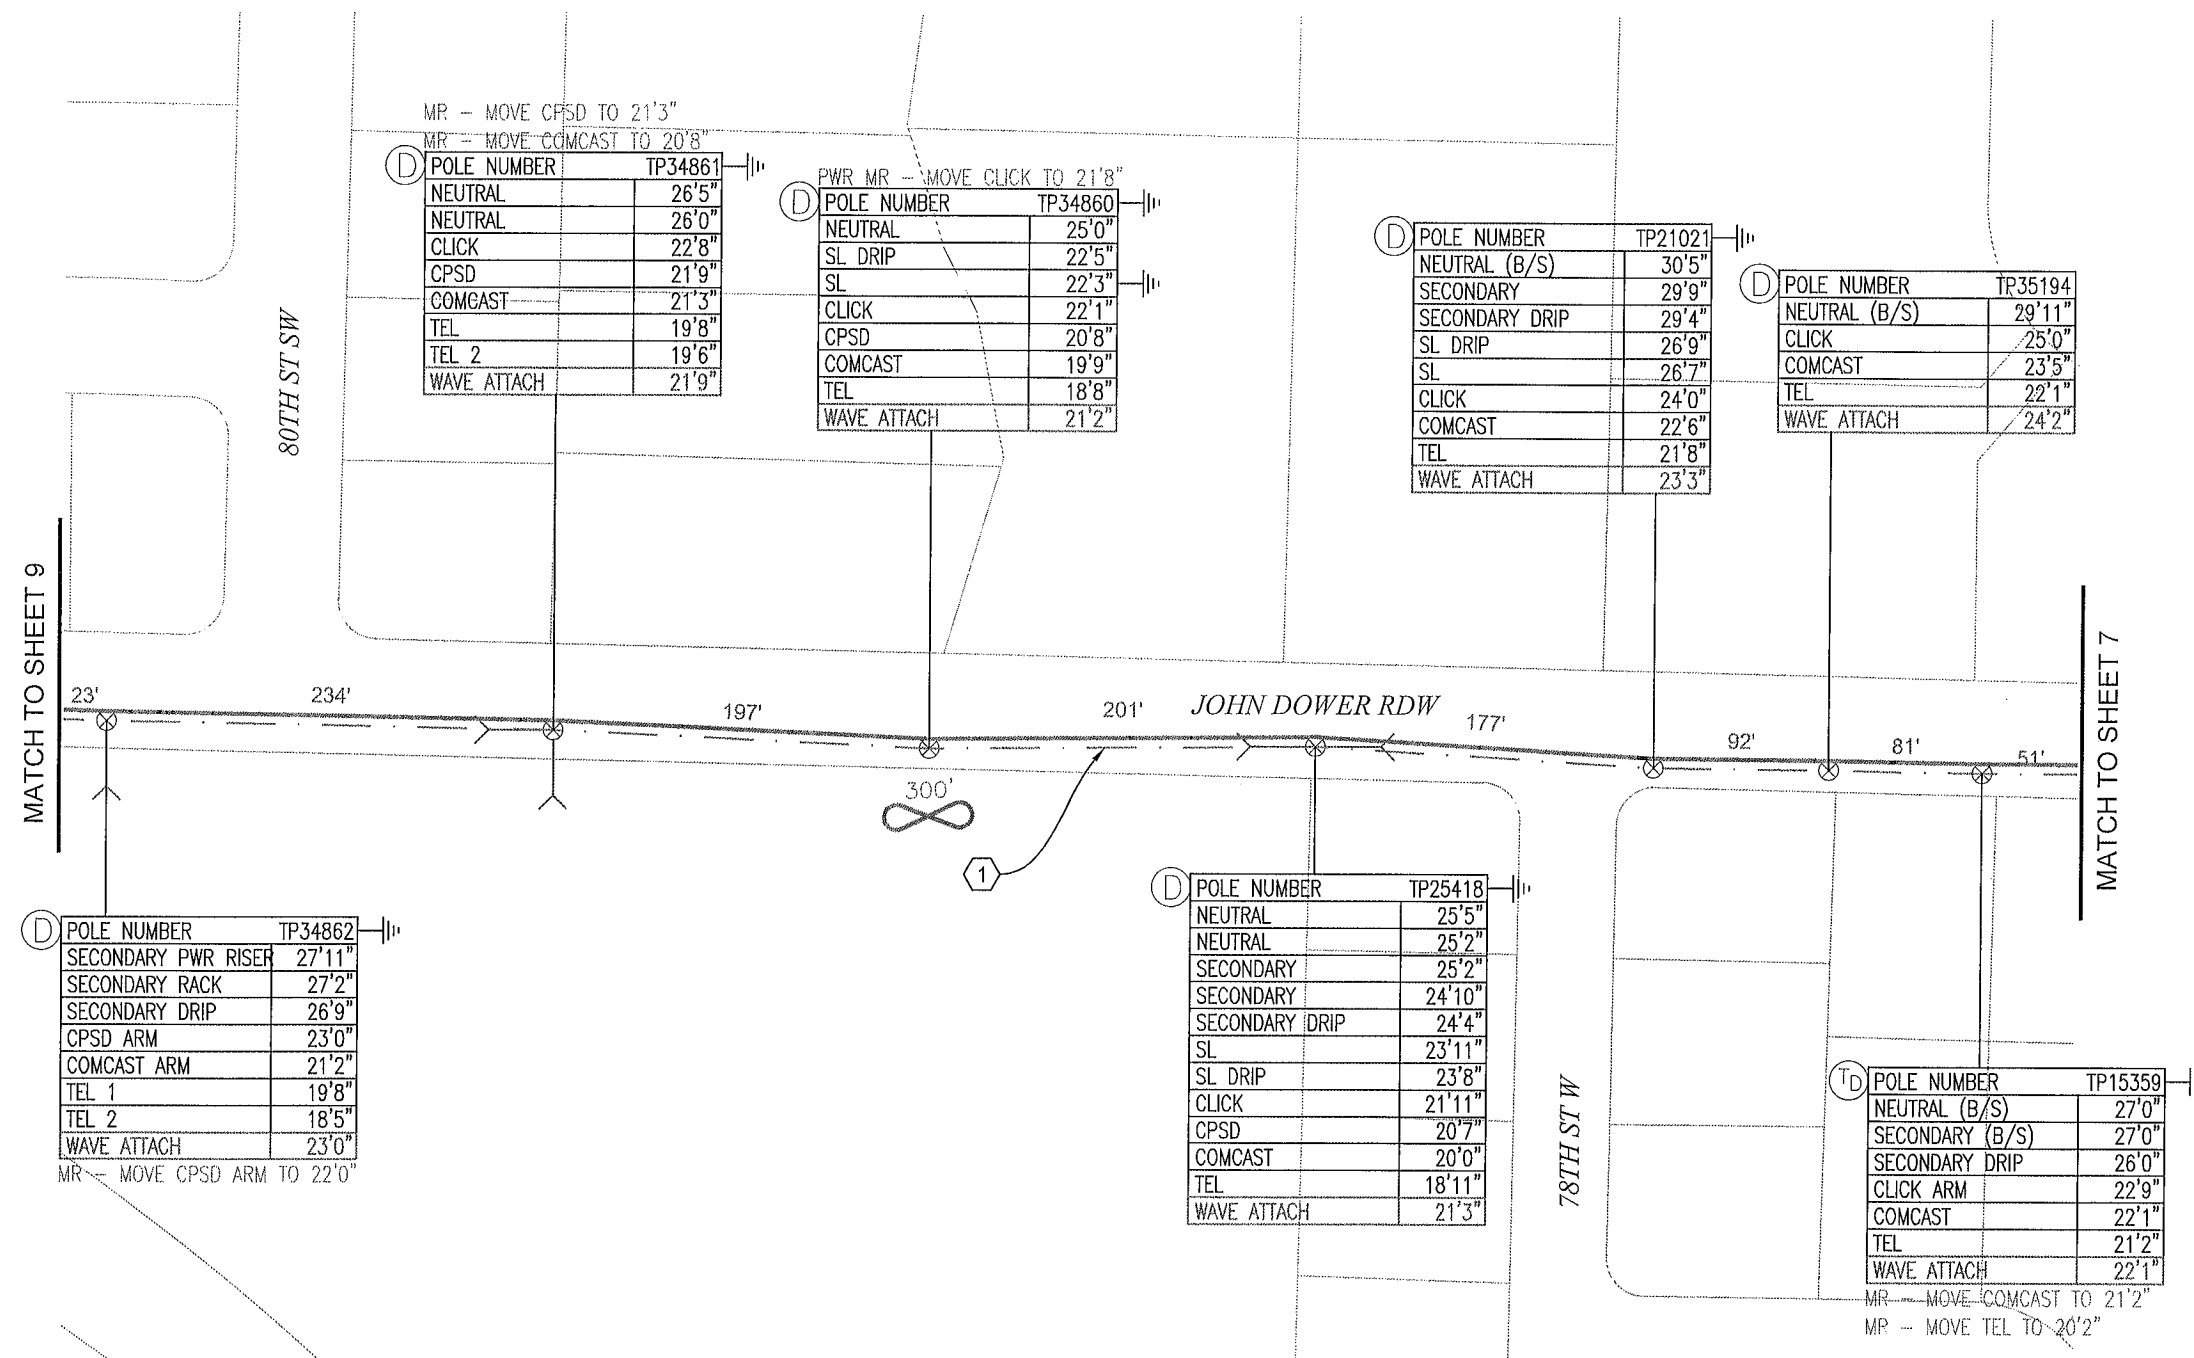 MR - MOVE CPSD TO 21'3"
MR - MOVE COMCAST TO 20'8"
D POLE NUMBER TP34861
NEUTRAL 26'5"
NEUTRAL 26'0"
CLICK 22'8"
CPSD 21'9"
COMCAST 21'3"
TEL 19'8"
TEL 2 19'6"
WAVE ATTACH 21'9"
PWR MR - MOVE CLICK TO 21'8"
D POLE NUMBER TP34860
NEUTRAL 25'0"
SL DRIP 22'5"
SL 22'3"
CLICK 22'1"
CPSD 20'8"
COMCAST 19'9"
TEL 18'8"
WAVE ATTACH 21'2"
D POLE NUMBER TP21021
NEUTRAL (B/S) 30'5"
SECONDARY 29'9"
SECONDARY DRIP 29'4"
SL DRIP 26'9"
SL 26'7"
CLICK 24'0"
COMCAST 22'6"
TEL 21'8"
WAVE ATTACH 23'3"
D POLE NUMBER TP35194
NEUTRAL (B/S) 29'11"
CLICK 25'0"
COMCAST 23'5"
TEL 22'1"
WAVE ATTACH 24'2"
80TH ST SW
MATCH TO SHEET 9
23'
234'
197'
201'
JOHN DOWER RDW
177'
92'
81'
51'
MATCH TO SHEET 7
300'
1
D POLE NUMBER TP34862
SECONDARY PWR RISER 27'11"
SECONDARY RACK 27'2"
SECONDARY DRIP 26'9"
CPSD ARM 23'0"
COMCAST ARM 21'2"
TEL 1 19'8"
TEL 2 18'5"
WAVE ATTACH 23'0"
MR - MOVE CPSD ARM TO 22'0"
D POLE NUMBER TP25418
NEUTRAL 25'5"
NEUTRAL 25'2"
SECONDARY 25'2"
SECONDARY 24'10"
SECONDARY DRIP 24'4"
SL 23'11"
SL DRIP 23'8"
CLICK 21'11"
CPSD 20'7"
COMCAST 20'0"
TEL 18'11"
WAVE ATTACH 21'3"
78TH ST W
TD POLE NUMBER TP15359
NEUTRAL (B/S) 27'0"
SECONDARY (B/S) 27'0"
SECONDARY DRIP 26'0"
CLICK ARM 22'9"
COMCAST 22'1"
TEL 21'2"
WAVE ATTACH 22'1"
MR - MOVE COMCAST TO 21'2"
MR - MOVE TEL TO 20'2"